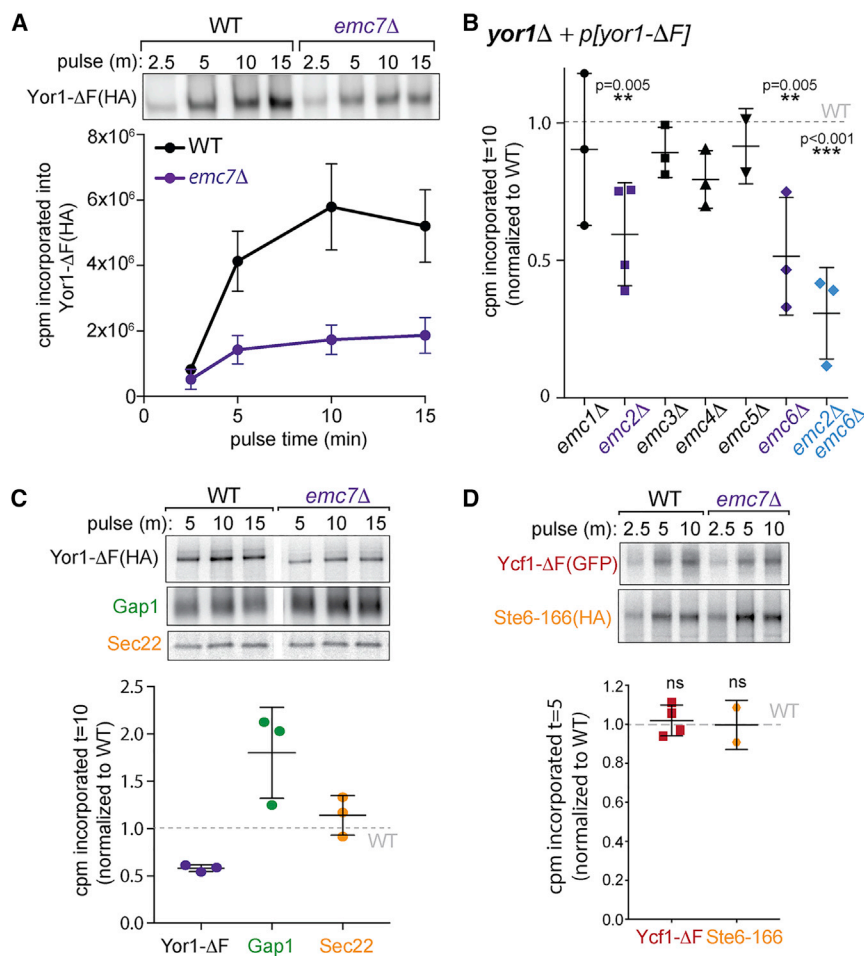 A
WT emc7Δ
pulse (m): 2.5 5 10 15 2.5 5 10 15
Yor1-ΔF(HA)
8x10⁶
6x10⁶
4x10⁶
2x10⁶
0
cpm incorporated into
Yor1-ΔF(HA)
WT
emc7Δ
0 5 10 15
pulse time (min)
B yor1Δ + p[yor1-ΔF]
p=0.005
**
p=0.005
**
WT
p<0.001
***
1.0
0.5
0
cpm incorporated t=10
(normalized to WT)
emc1Δ
emc2Δ
emc3Δ
emc4Δ
emc5Δ
emc6Δ
emc2Δ
emc6Δ
C
WT emc7Δ
pulse (m): 5 10 15 5 10 15
Yor1-ΔF(HA)
Gap1
Sec22
2.5
2.0
1.5
1.0
0.5
0.0
cpm incorporated t=10
(normalized to WT)
WT
Yor1-ΔF Gap1 Sec22
D
WT emc7Δ
pulse (m): 2.5 5 10 2.5 5 10
Ycf1-ΔF(GFP)
Ste6-166(HA)
ns ns
1.2
1.0
0.8
0.6
0.4
0.2
0.0
cpm incorporated t=5
(normalized to WT)
WT
Ycf1-ΔF Ste6-166